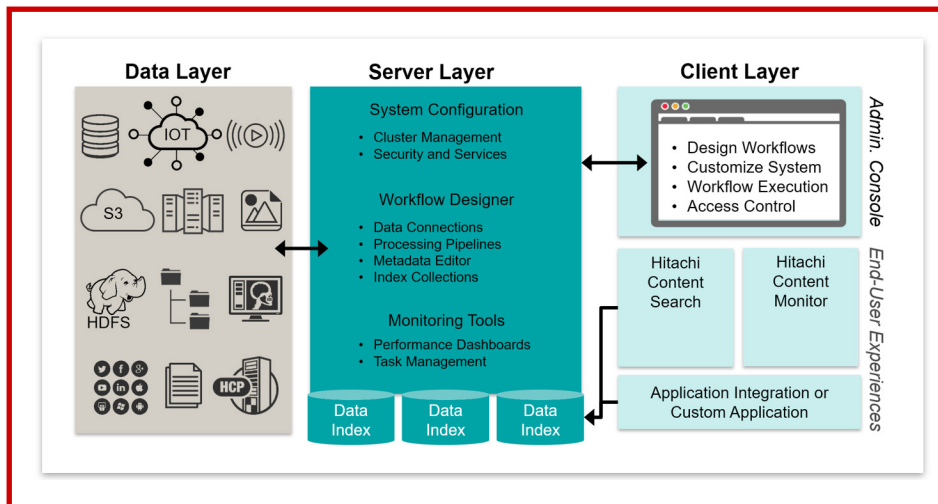 Data Layer
IOT
S3
HDFS
HCP
Server Layer
System Configuration
• Cluster Management
• Security and Services
Workflow Designer
• Data Connections
• Processing Pipelines
• Metadata Editor
• Index Collections
Monitoring Tools
• Performance Dashboards
• Task Management
Data
Index
Data
Index
Data
Index
Client Layer
• Design Workflows
• Customize System
• Workflow Execution
• Access Control
Admin. Console
Hitachi
Content
Search
Hitachi
Content
Monitor
Application Integration or
Custom Application
End-User Experiences